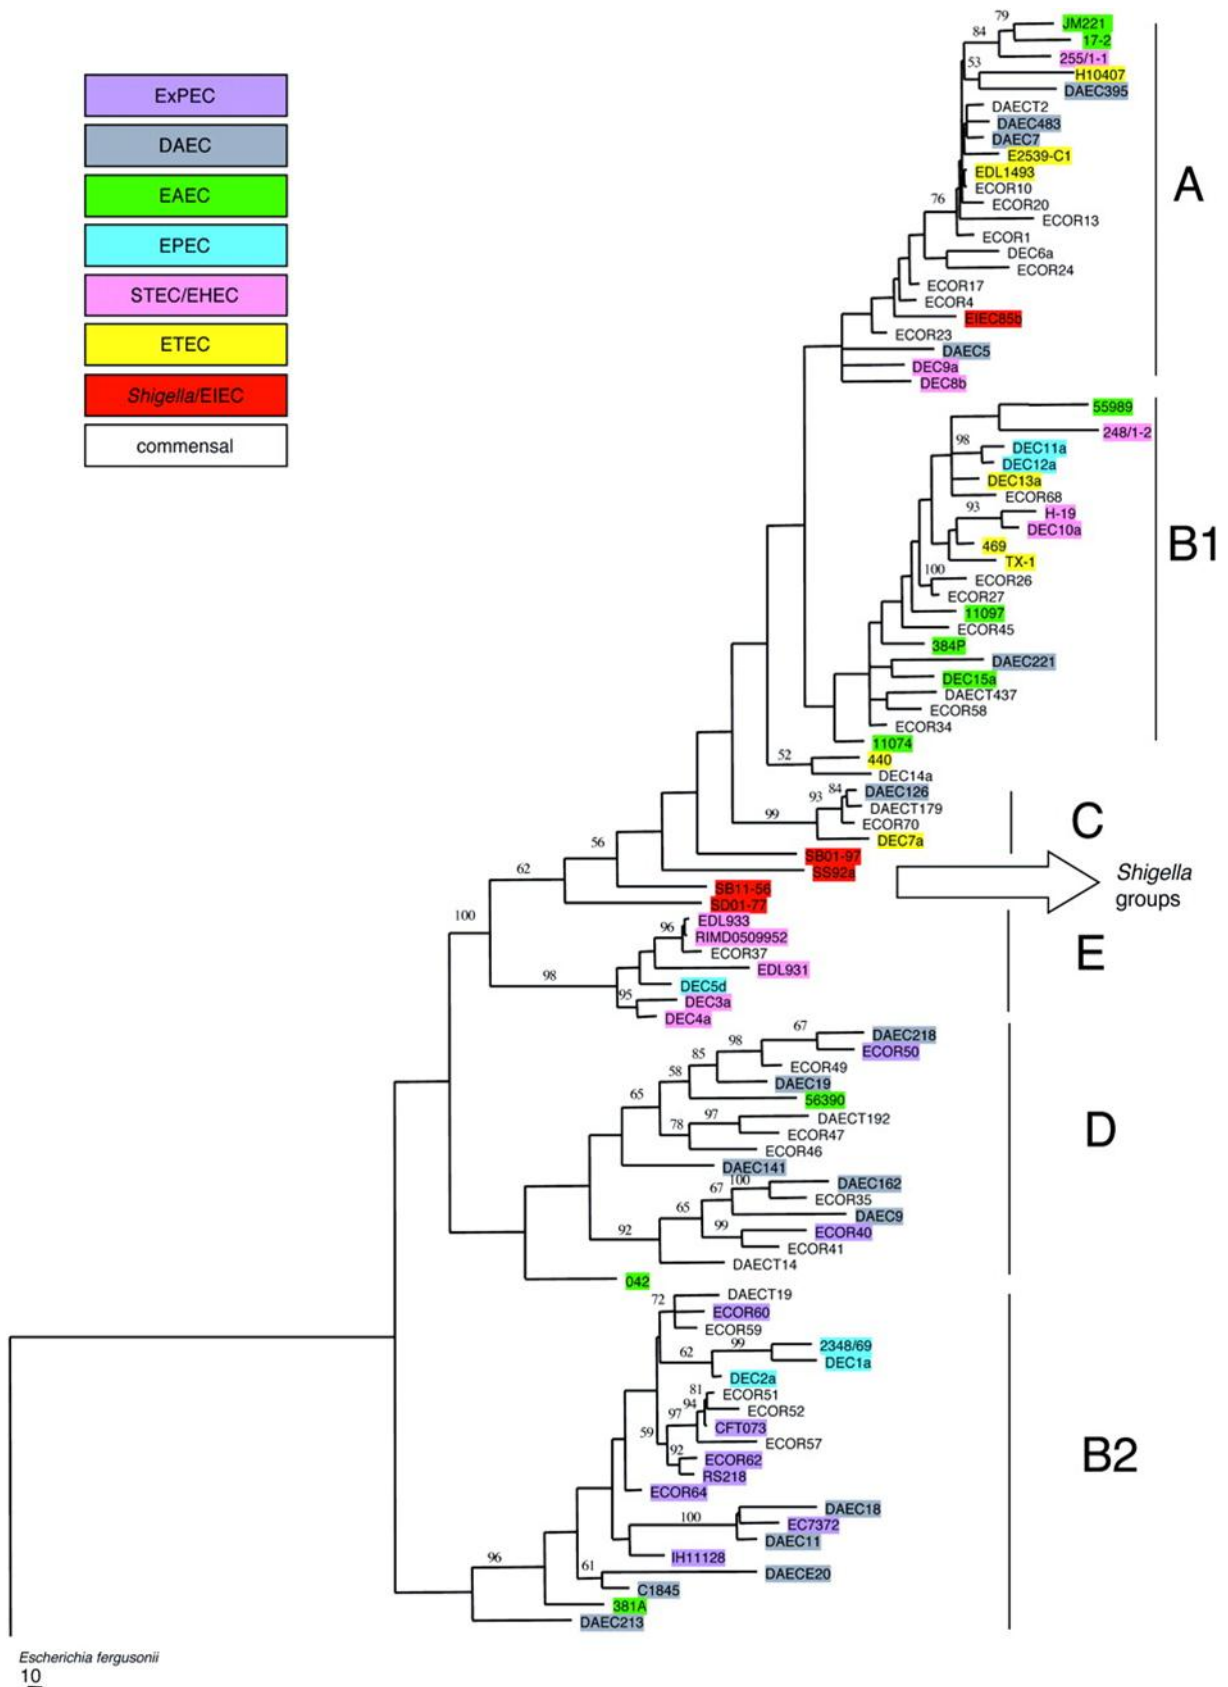 79
JM221
84
17-2
255/1-1
53
H10407
DAEC395
DAECT2
DAEC483
DAEC7
E2539-C1
EDL1493
ECOR10
76
ECOR20
ECOR13
ECOR1
DEC6a
ECOR24
ECOR17
ECOR4
EIEC85b
ECOR23
DAEC5
DEC9a
DEC8b
A
ExPEC
DAEC
EAEC
EPEC
STEC/EHEC
ETEC
Shigella/EIEC
commensal
55989
248/1-2
98
DEC11a
DEC12a
DEC13a
ECOR68
93
H-19
DEC10a
469
TX-1
100
ECOR26
ECOR27
11097
ECOR45
384P
DAEC221
DEC15a
DAECT437
ECOR58
ECOR34
11074
B1
52
440
DEC14a
84
DAEC126
93
DAECT179
99
ECOR70
DEC7a
C
SB01-97
56
SS92a
62
SB11-56
SD01-77
Shigella
groups
100
EDL933
96
RIMD0509952
ECOR37
EDL931
98
DEC5d
95
DEC3a
DEC4a
E
67
DAEC218
98
ECOR50
85
ECOR49
58
DAEC19
65
56390
97
DAECT192
78
ECOR47
ECOR46
DAEC141
100
DAEC162
67
ECOR35
65
DAEC9
99
ECOR40
92
ECOR41
DAECT14
042
D
72
DAECT19
ECOR60
ECOR59
99
2348/69
62
DEC1a
DEC2a
81
ECOR51
94
ECOR52
97
CFT073
59
ECOR57
92
ECOR62
RS218
ECOR64
DAEC18
100
EC7372
DAEC11
IH11128
96
61
DAECE20
C1845
381A
DAEC213
B2
Escherichia fergusonii
10